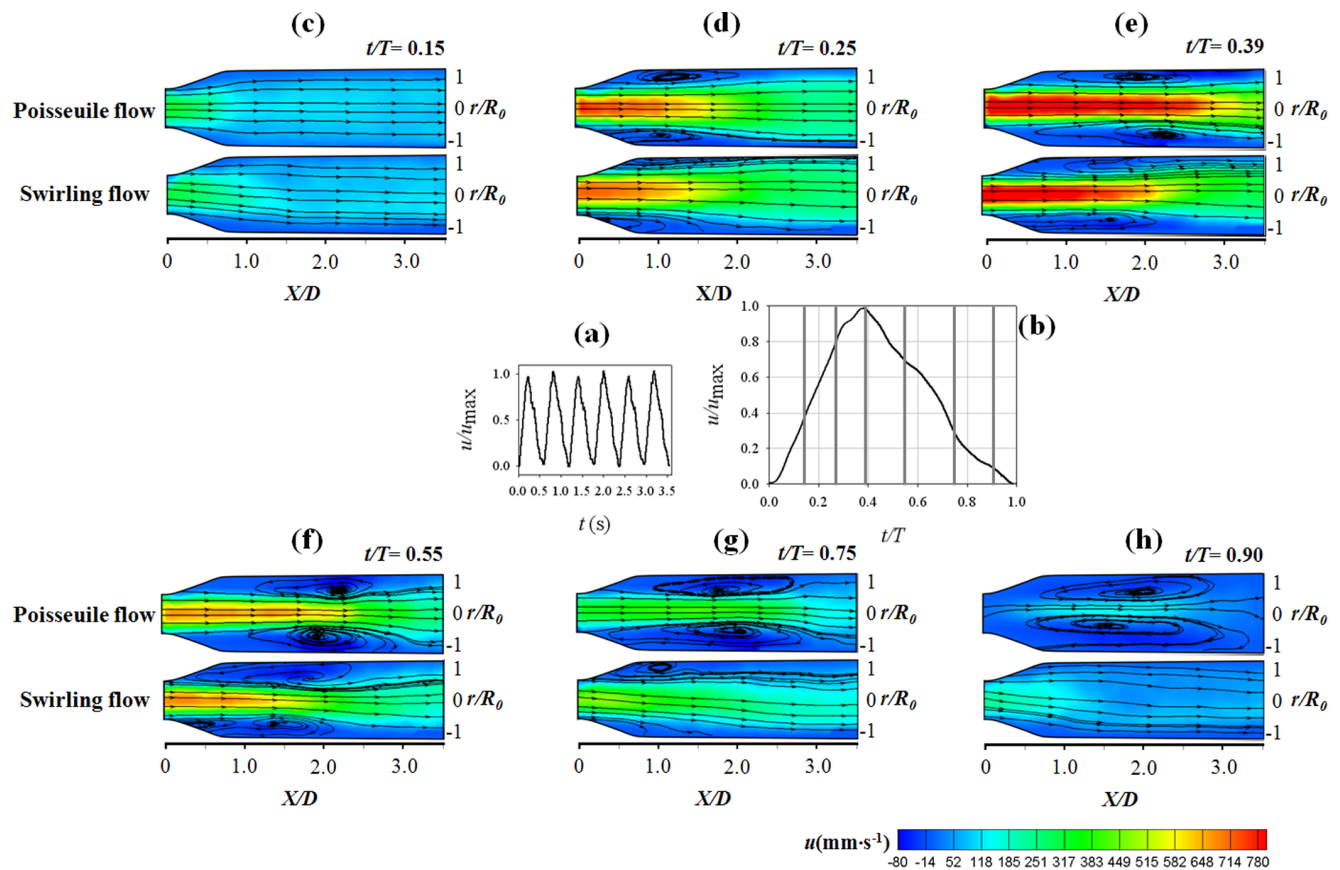 (c)
(d)
(e)
t/T= 0.15
t/T= 0.25
t/T= 0.39
Poisseuile flow
1
0 r/R0
-1
1
0 r/R0
-1
1
0 r/R0
-1
Swirling flow
1
0 r/R0
-1
1
0 r/R0
-1
1
0 r/R0
-1
0 1.0 2.0 3.0
0 1.0 2.0 3.0
0 1.0 2.0 3.0
X/D
X/D
X/D
(a)
u/umax
1.0
0.5
0.0
0.0 0.5 1.0 1.5 2.0 2.5 3.0 3.5
t (s)
(b)
u/umax
1.0
0.8
0.6
0.4
0.2
0.0
0.0 0.2 0.4 0.6 0.8 1.0
t/T
(f)
(g)
(h)
t/T= 0.55
t/T= 0.75
t/T= 0.90
Poisseuile flow
1
0 r/R0
-1
1
0 r/R0
-1
1
0 r/R0
-1
Swirling flow
1
0 r/R0
-1
1
0 r/R0
-1
1
0 r/R0
-1
0 1.0 2.0 3.0
0 1.0 2.0 3.0
0 1.0 2.0 3.0
X/D
X/D
X/D
u(mm·s-1)
-80 -14 52 118 185 251 317 383 449 515 582 648 714 780